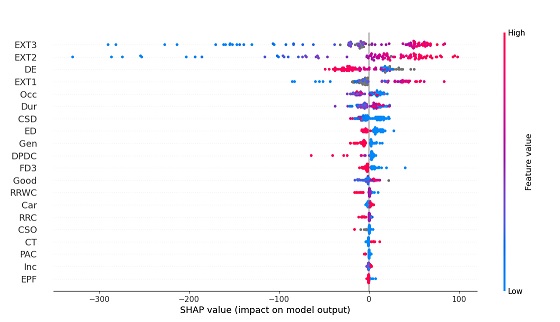 High
EXT3
EXT2
DE
EXT1
Occ
Dur
CSD
ED
Gen
DPDC
FD3
Good
RRWC
Car
RRC
CSO
CT
PAC
Inc
EPF
Feature value
Low
−300 −200 −100 0 100
SHAP value (impact on model output)